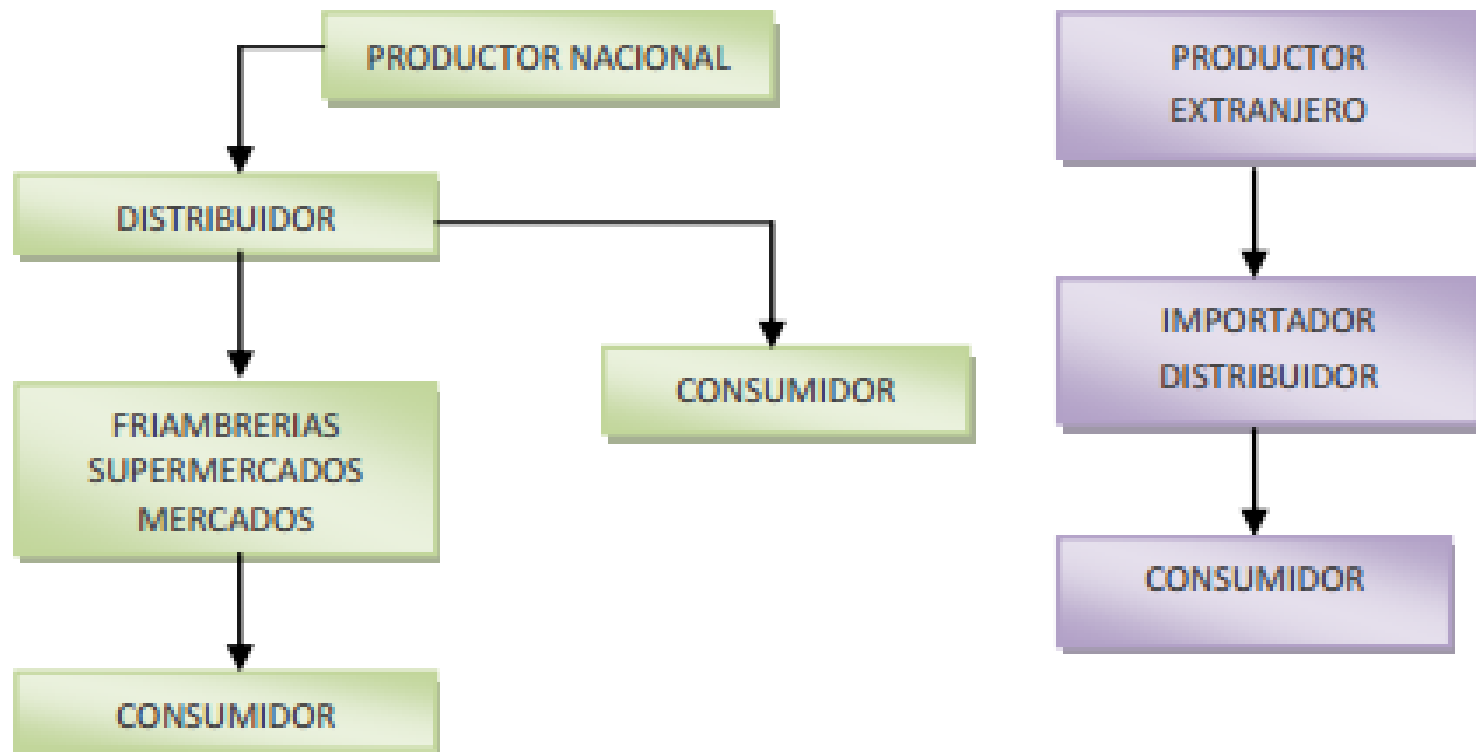 PRODUCTOR NACIONAL
DISTRIBUIDOR
CONSUMIDOR
FRIAMBRERIAS
SUPERMERCADOS
MERCADOS
CONSUMIDOR
PRODUCTOR
EXTRANJERO
IMPORTADOR
DISTRIBUIDOR
CONSUMIDOR